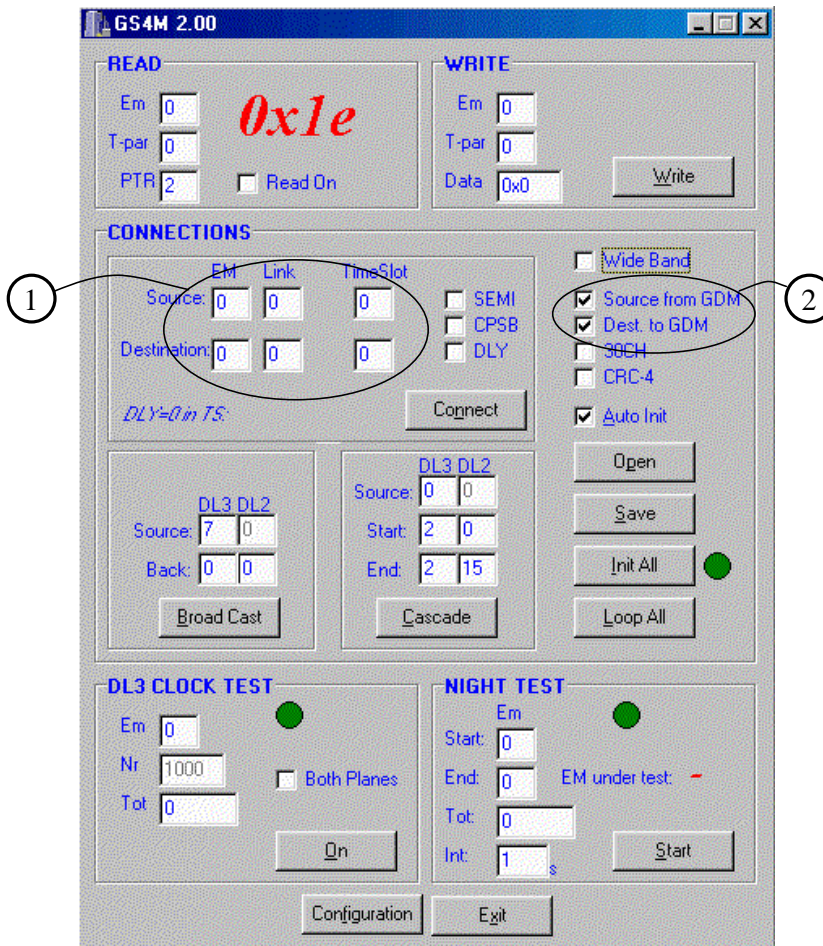 GS4M 2.00
READ
Em 0
T-par 0
PTR 2
0x1e
Read On
WRITE
Em 0
T-par 0
Data 0x0
Write
CONNECTIONS
EM Link TimeSlot
Source: 0 0 0
Destination: 0 0 0
SEMI
CPSB
DLY
DLY=0 in TS:
Connect
1
Wide Band
Source from GDM
Dest. to GDM
30CH
CRC-4
Auto Init
2
Open
Save
Init All
Loop All
DL3 DL2
Source: 7 0
Back: 0 0
Broad Cast
DL3 DL2
Source: 0 0
Start: 2 0
End: 2 15
Cascade
DL3 CLOCK TEST
Em 0
Nr 1000
Tot 0
Both Planes
On
NIGHT TEST
Em
Start: 0
End: 0
EM under test: -
Tot: 0
Int: 1 s
Start
Configuration
Exit